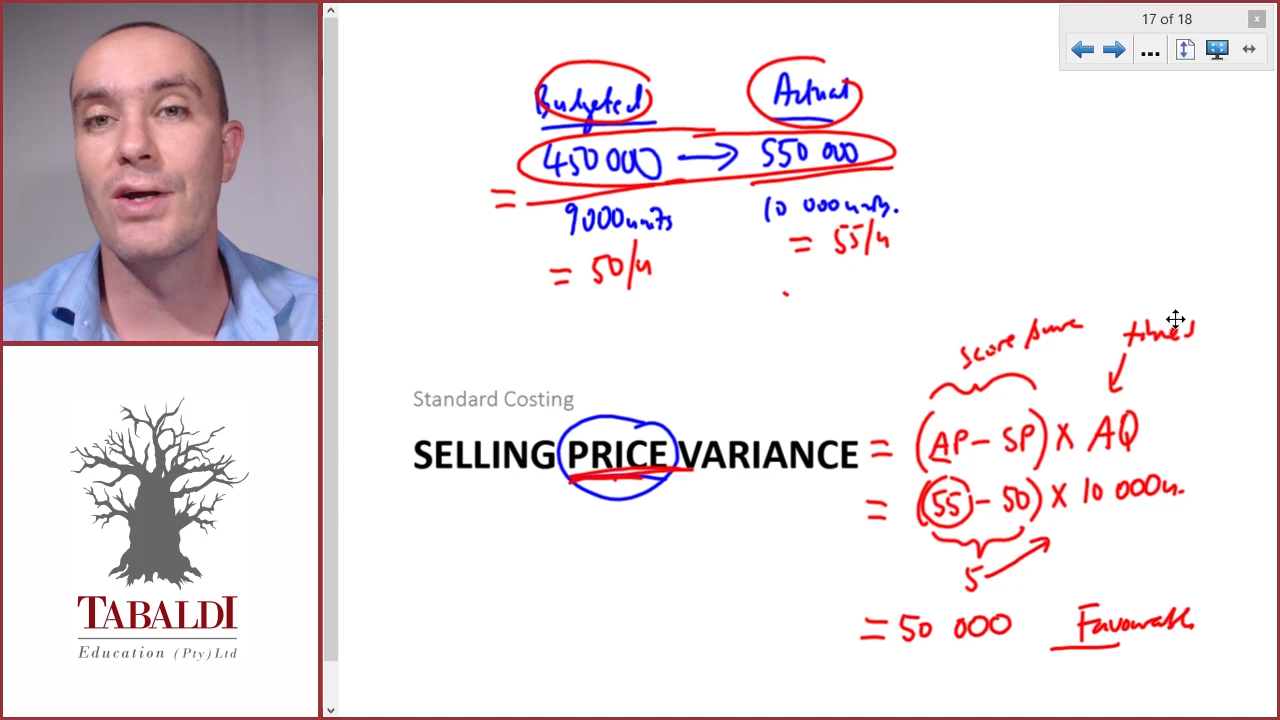 17 of 18
Budgeted Actual
450 000 → 550 000
= 9000 units 10 000 units.
= 50/u = 55/u
score times
Standard Costing
SELLING PRICE VARIANCE = (AP - SP) X AQ
= (55 - 50) X 10 000u.
5
= 50 000 Favourable
TABALDI
Education (Pty) Ltd